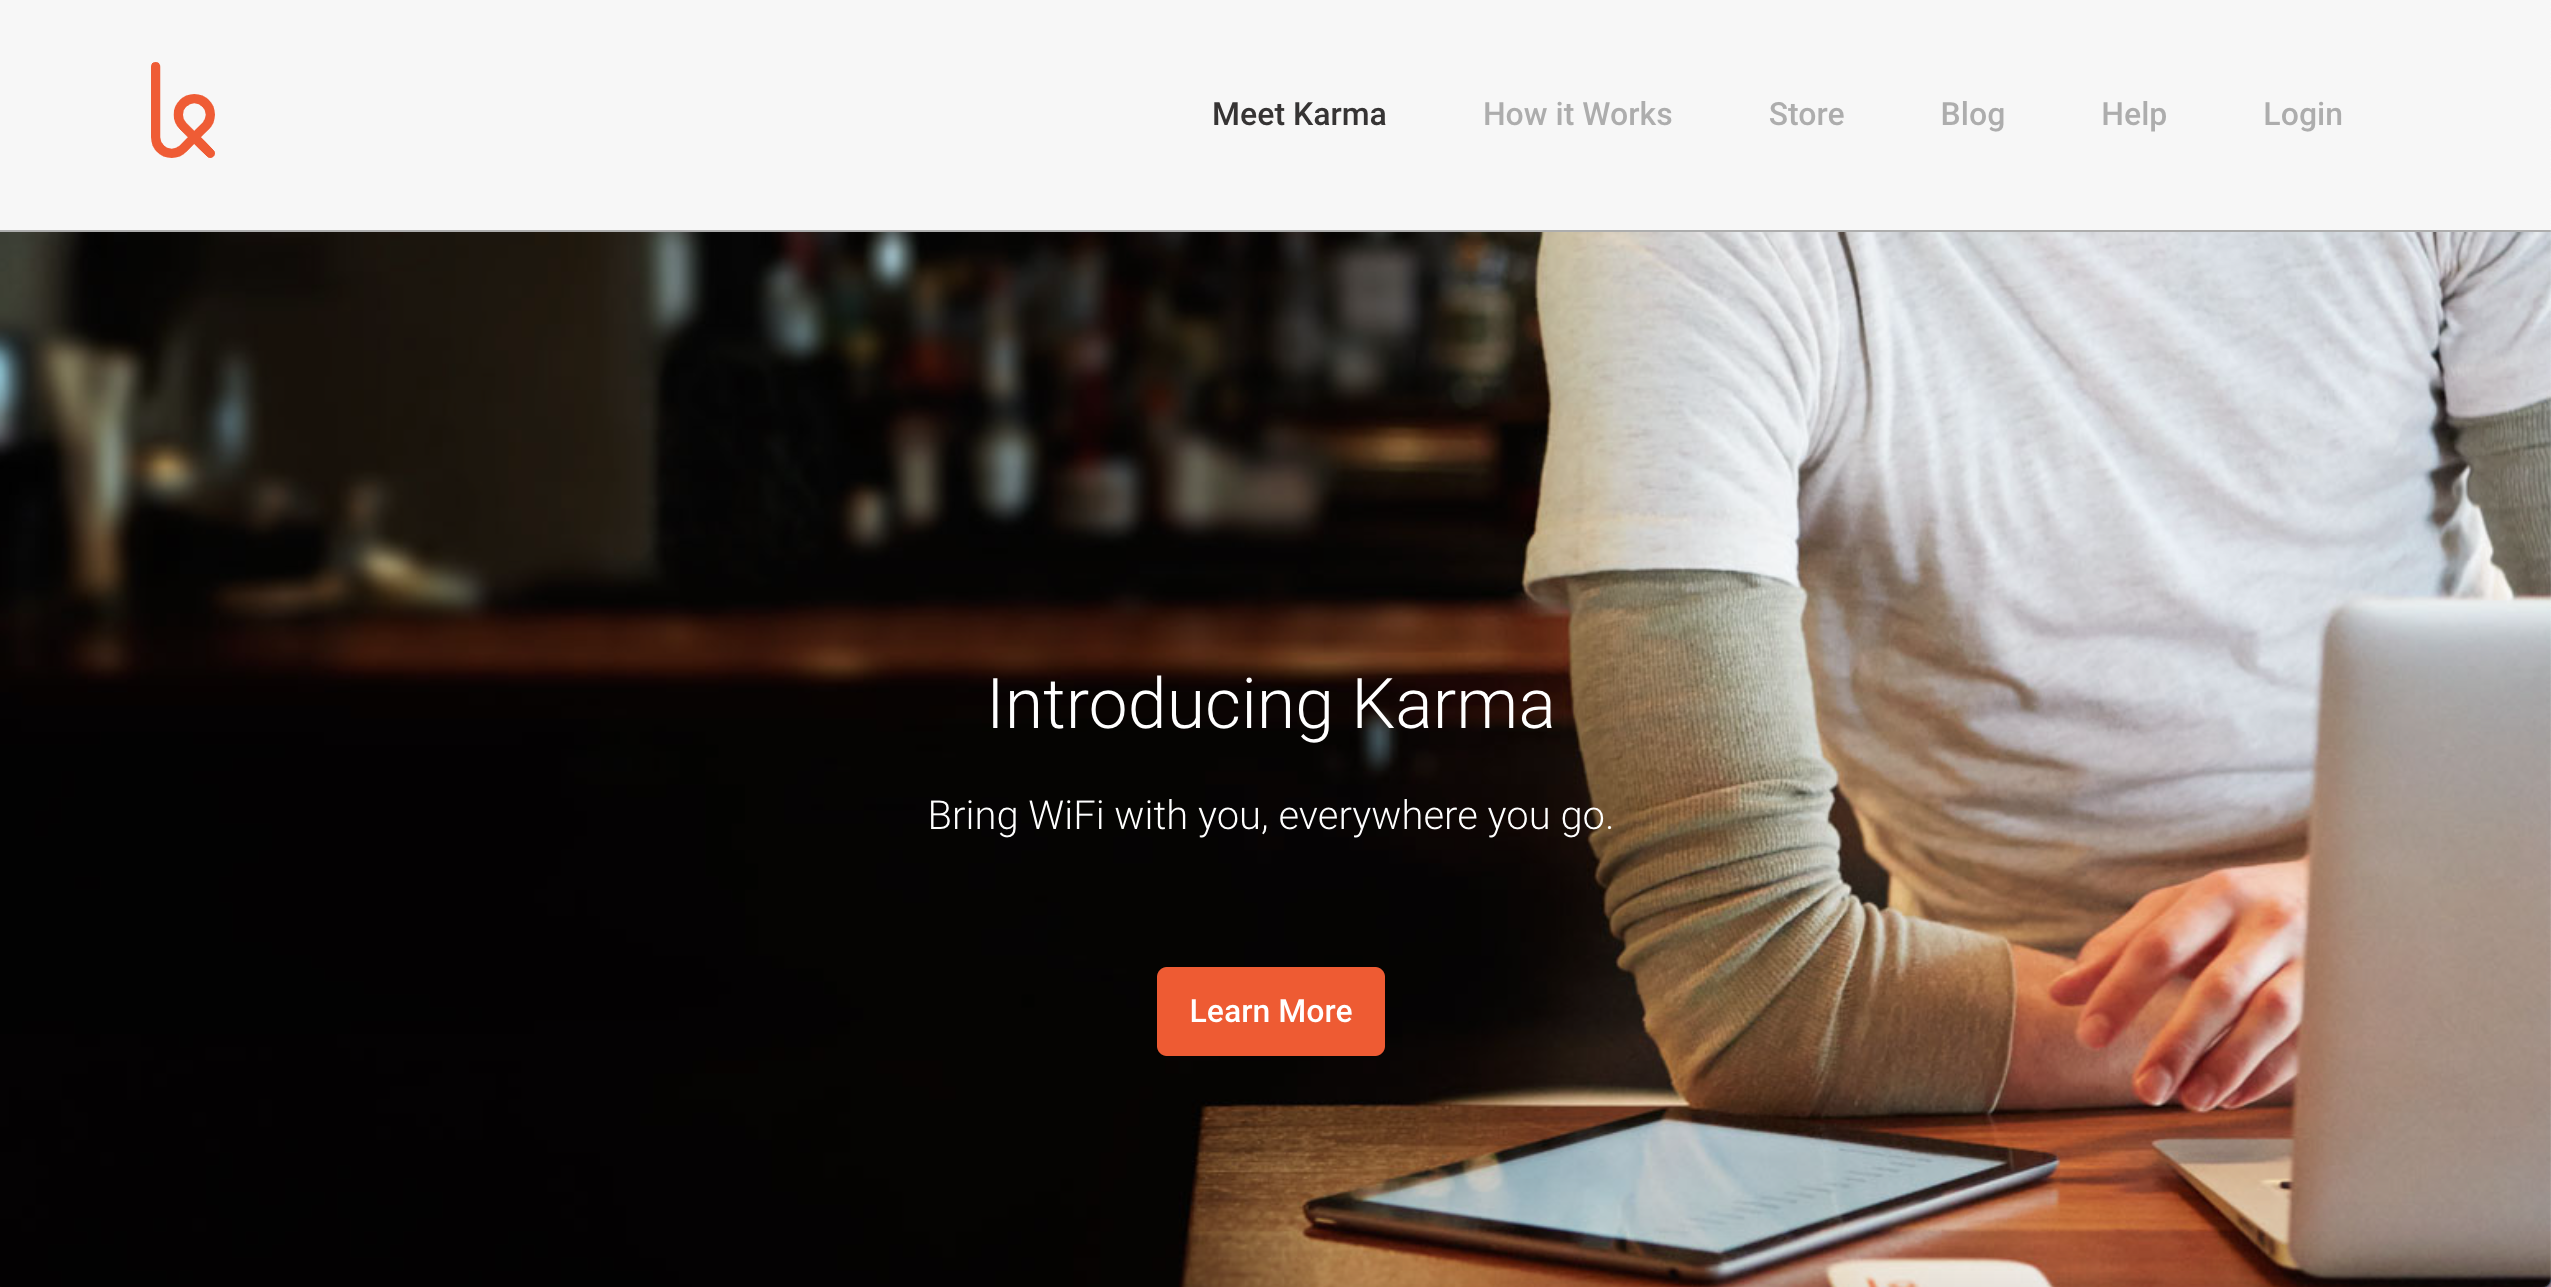 Meet Karma
How it Works
Store
Blog
Help
Login
Introducing Karma
Bring WiFi with you, everywhere you go.
Learn More